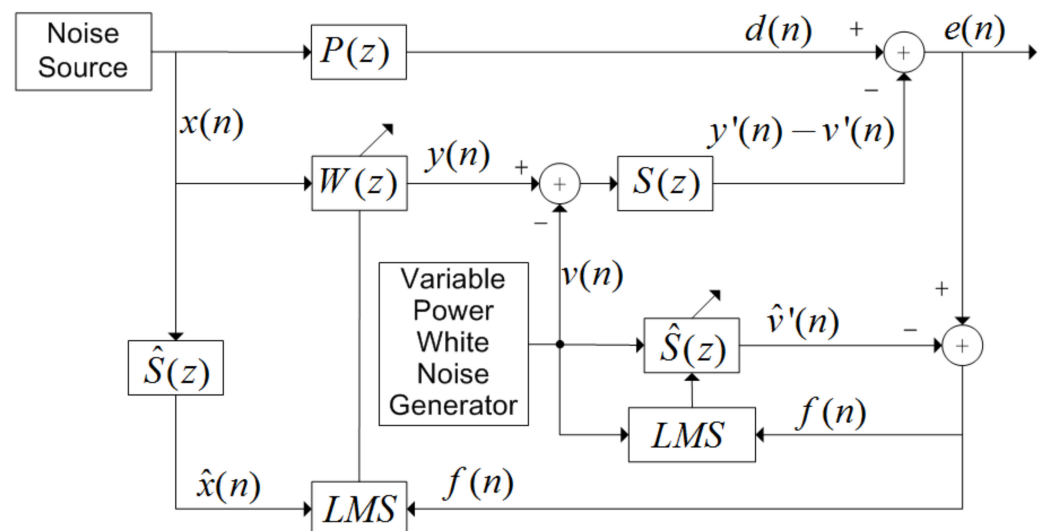 Noise
Source
P(z)
d(n)
+
+
e(n)
−
x(n)
y'(n) − v'(n)
W(z)
y(n)
+
+
S(z)
−
Variable
Power
White
Noise
Generator
v(n)
+
Ŝ(z)
v̂'(n)
−
+
Ŝ(z)
LMS
f(n)
x̂(n)
LMS
f(n)